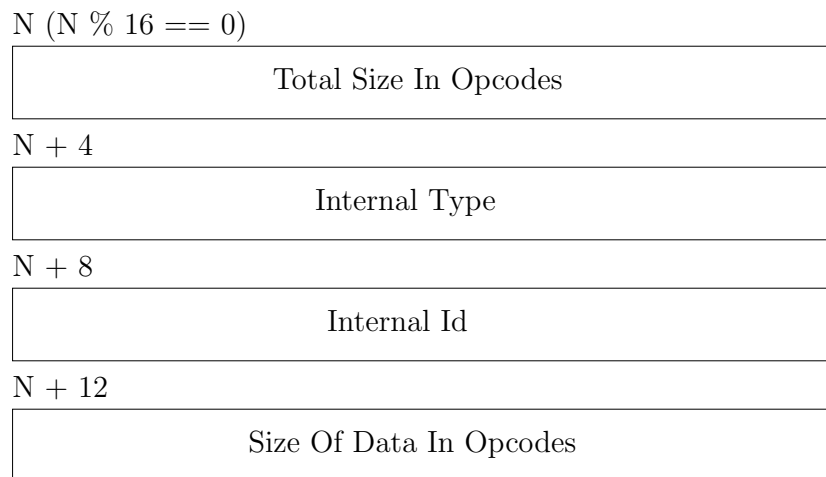 N (N % 16 == 0)
Total Size In Opcodes
N + 4
Internal Type
N + 8
Internal Id
N + 12
Size Of Data In Opcodes